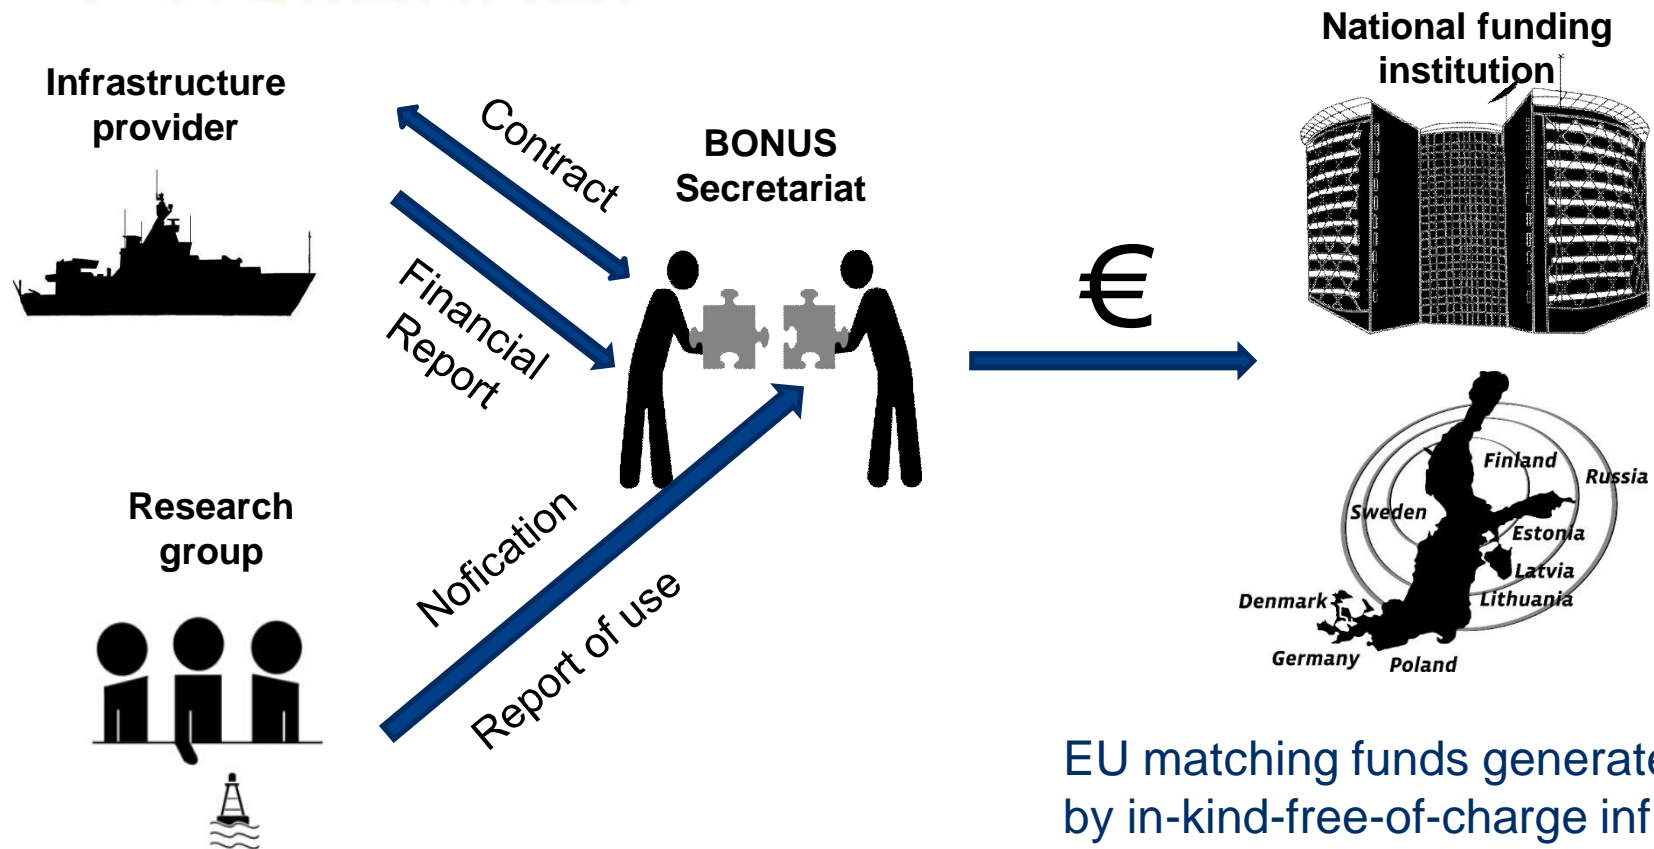 Infrastructure
provider
Contract
Financial
Report
BONUS
Secretariat
€
National funding
institution
Research
group
Nofication
Report of use
Finland
Russia
Sweden
Estonia
Latvia
Lithuania
Denmark
Germany
Poland
EU matching funds generate
by in-kind-free-of-charge inf